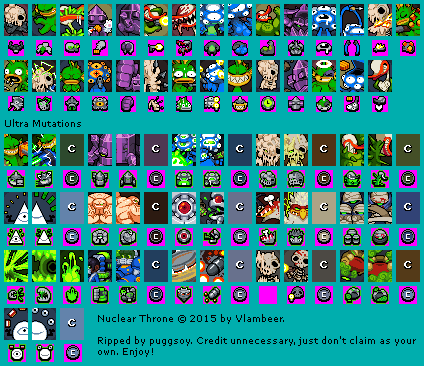 Ultra Mutations
C C C C C
C C C C C
C C C C C
C C C C C
C C C C C
C C C C C
C
C
Nuclear Throne © 2015 by Vlambeer.
Ripped by puggsoy. Credit unnecessary, just don't claim as your
own. Enjoy!